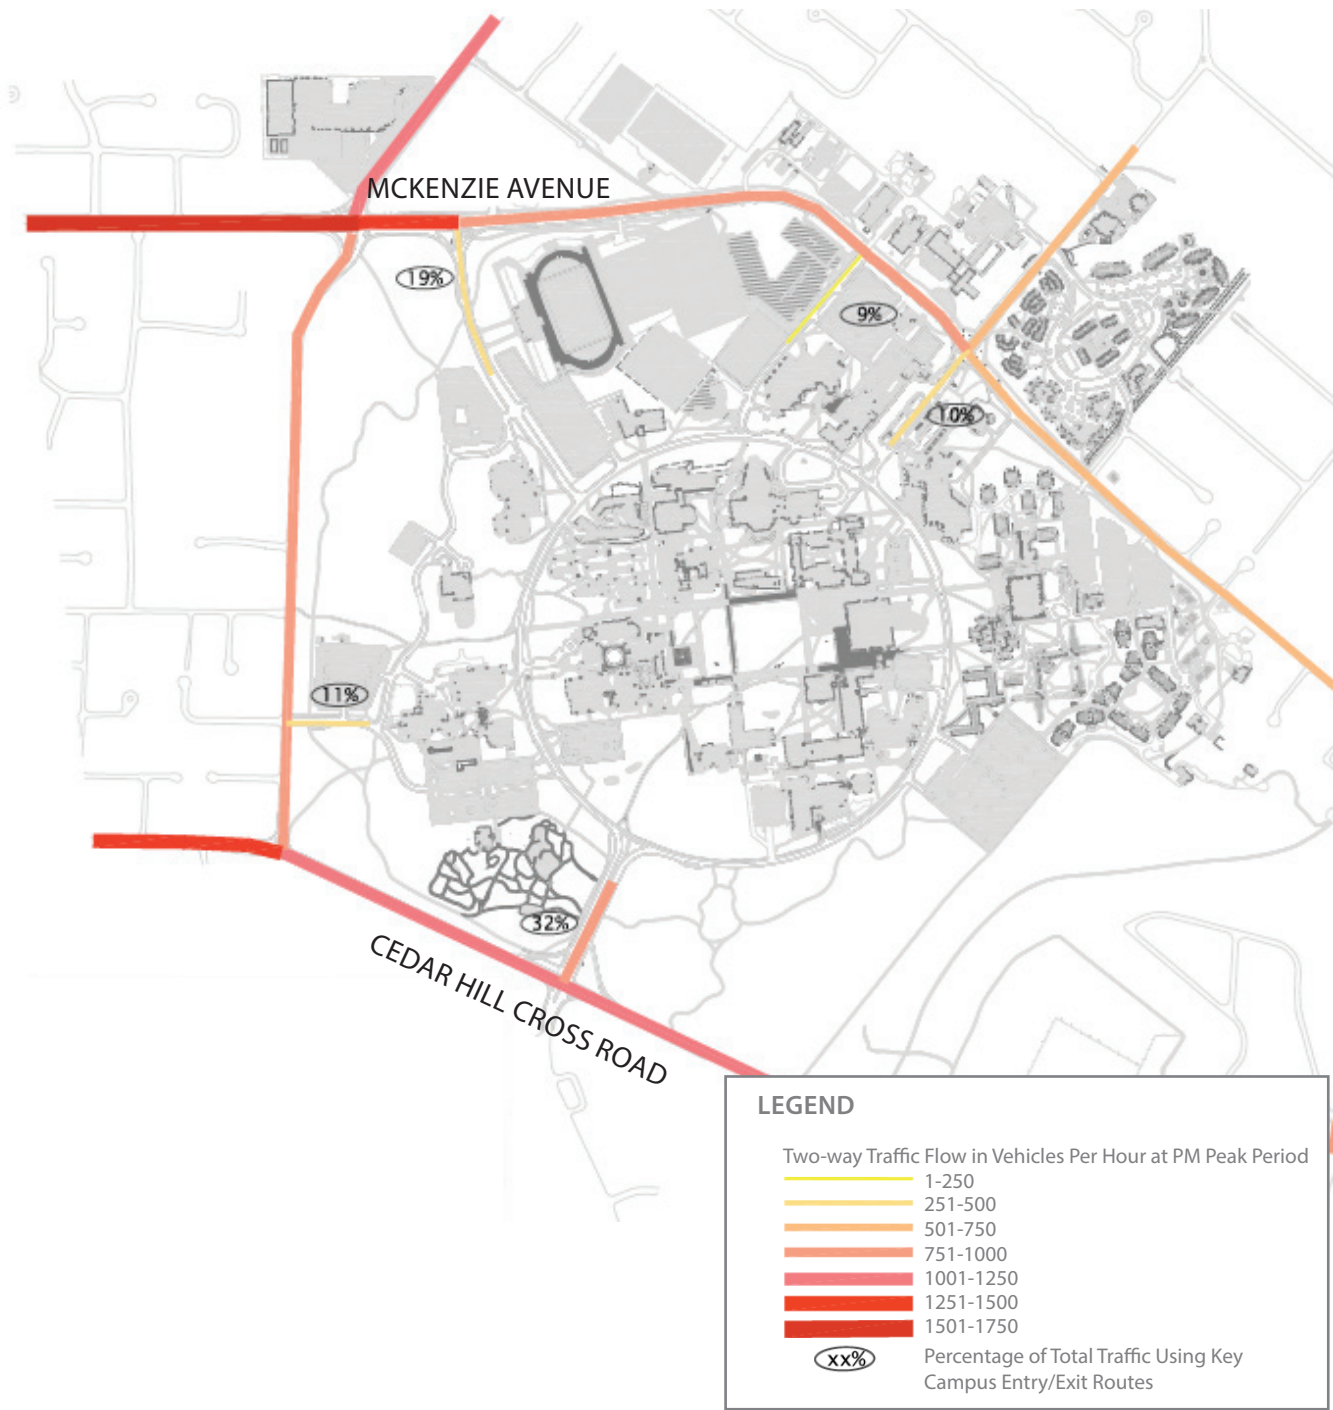 MCKENZIE AVENUE
19%
9%
10%
11%
32%
CEDAR HILL CROSS ROAD
LEGEND
Two-way Traffic Flow in Vehicles Per Hour at PM Peak Period
1-250
251-500
501-750
751-1000
1001-1250
1251-1500
1501-1750
xx%
Percentage of Total Traffic Using Key
Campus Entry/Exit Routes